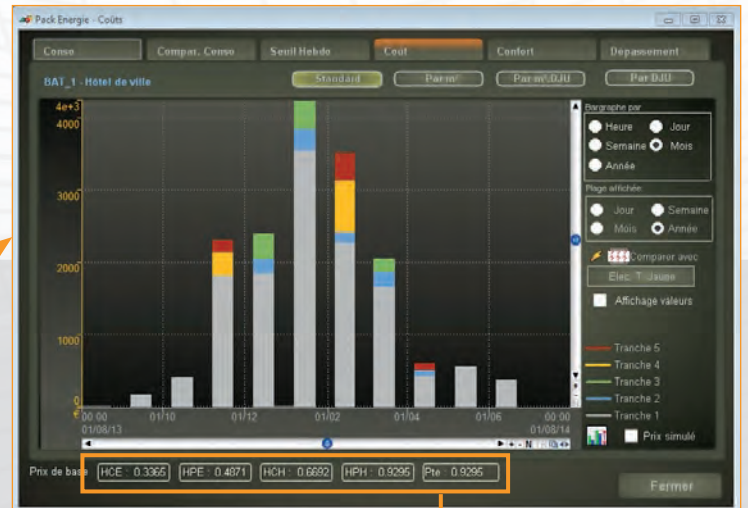 Pack Energie - Coûts
Conso Compar. Conso Seuil Hebdo Coût Confort Dépassement
BAT_1 - Hôtel de ville Standard Par m² Par m².DJU Par DJU
4e+3
4000
3000
2000
1000
€
00:00 01/10 01/12 01/02 01/04 01/06 00:00
01/08/13 01/08/14
Bargraphe par
Heure Jour
Semaine Mois
Année
Plage affichée
Jour Semaine
Mois Année
Comparer avec
Elec. T. Jaune
Affichage valeurs
Tranche 5
Tranche 4
Tranche 3
Tranche 2
Tranche 1
Prix simulé
Prix de base HCE : 0.3365 HPE : 0.4871 HCH : 0.6692 HPH : 0.9295 Pte : 0.9295
Fermer